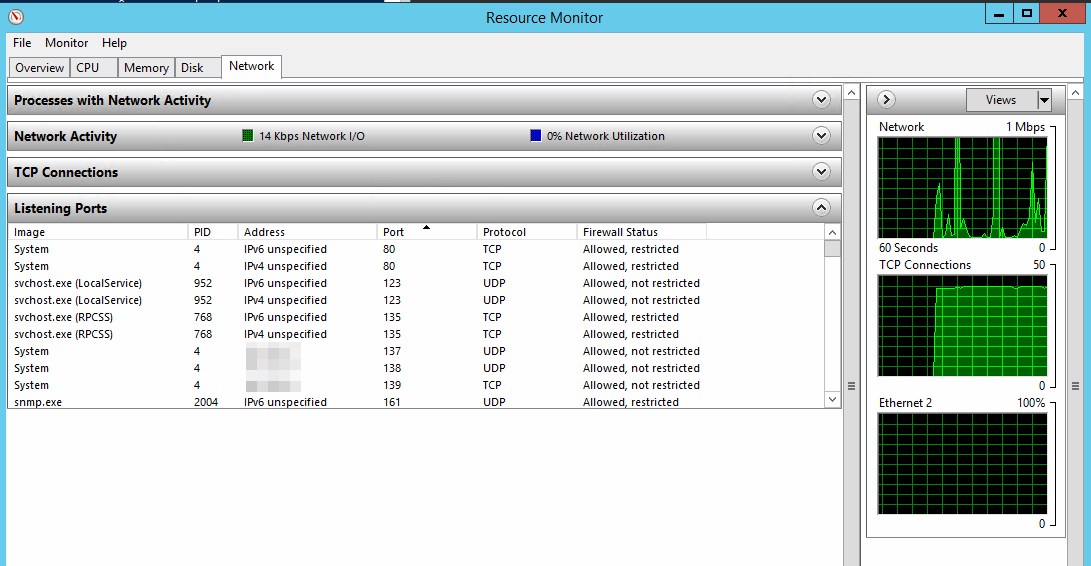 Resource Monitor
File Monitor Help
Overview CPU Memory Disk Network
Processes with Network Activity
Network Activity 14 Kbps Network I/O 0% Network Utilization
TCP Connections
Listening Ports
Image PID Address Port Protocol Firewall Status
System 4 IPv6 unspecified 80 TCP Allowed, restricted
System 4 IPv4 unspecified 80 TCP Allowed, restricted
svchost.exe (LocalService) 952 IPv6 unspecified 123 UDP Allowed, not restricted
svchost.exe (LocalService) 952 IPv4 unspecified 123 UDP Allowed, not restricted
svchost.exe (RPCSS) 768 IPv6 unspecified 135 TCP Allowed, restricted
svchost.exe (RPCSS) 768 IPv4 unspecified 135 TCP Allowed, restricted
System 4 137 UDP Allowed, not restricted
System 4 138 UDP Allowed, not restricted
System 4 139 TCP Allowed, not restricted
snmp.exe 2004 IPv6 unspecified 161 UDP Allowed, restricted
Views
Network 1 Mbps
60 Seconds 0
TCP Connections 50
0
Ethernet 2 100%
0